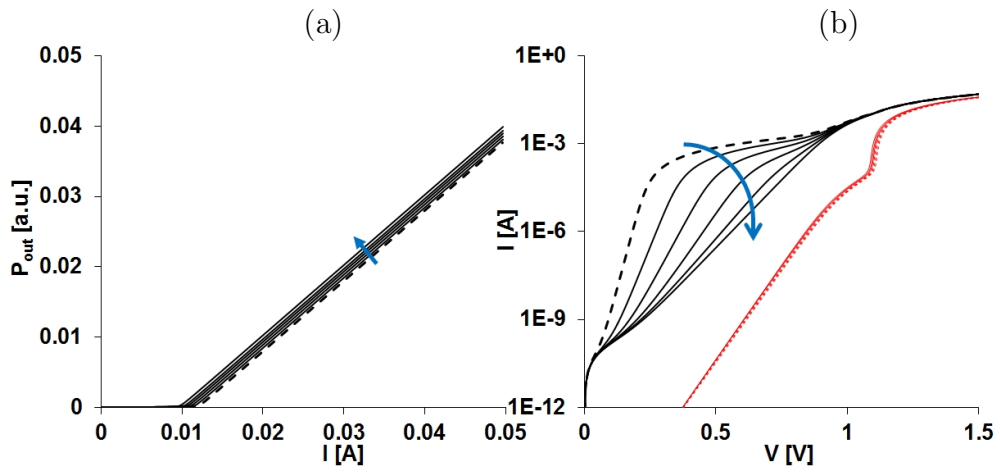 (a)
(b)
P_out [a.u.]
0.05
0.04
0.03
0.02
0.01
0
0 0.01 0.02 0.03 0.04 0.05
I [A]
I [A]
1E+0
1E-3
1E-6
1E-9
1E-12
0 0.5 1 1.5
V [V]